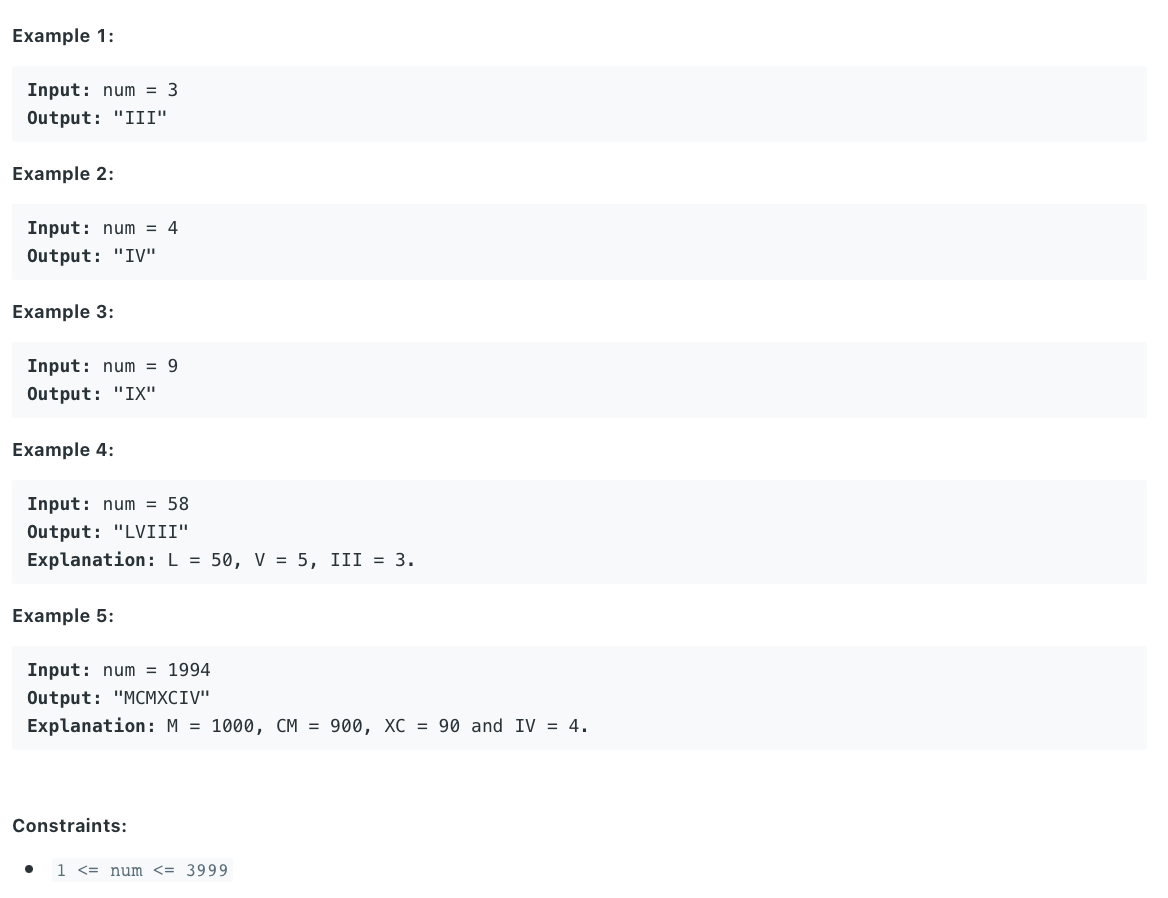 Example 1:
Input: num = 3
Output: "III"
Example 2:
Input: num = 4
Output: "IV"
Example 3:
Input: num = 9
Output: "IX"
Example 4:
Input: num = 58
Output: "LVIII"
Explanation: L = 50, V = 5, III = 3.
Example 5:
Input: num = 1994
Output: "MCMXCIV"
Explanation: M = 1000, CM = 900, XC = 90 and IV = 4.
Constraints:
• 1 <= num <= 3999